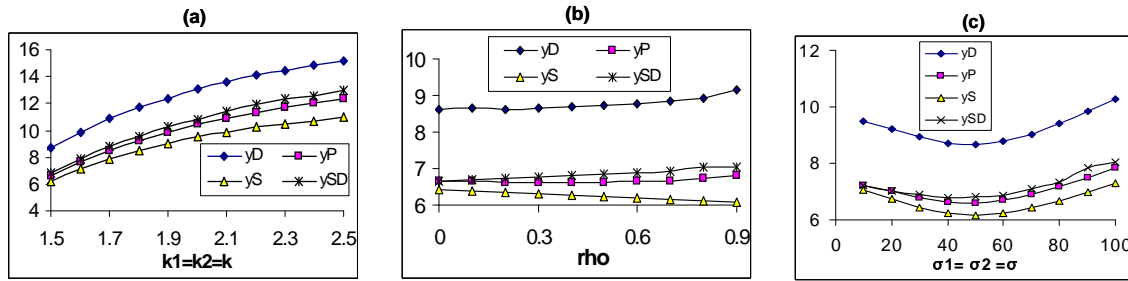 (a)
16
14
12
10
8
6
4
yD yP
yS ySD
1.5 1.7 1.9 2.1 2.3 2.5
k1=k2=k
(b)
9
8
7
6
yD yP
yS ySD
0 0.3 0.6 0.9
rho
(c)
12
10
8
6
yD
yP
yS
ySD
0 20 40 60 80 100
σ1= σ2 =σ